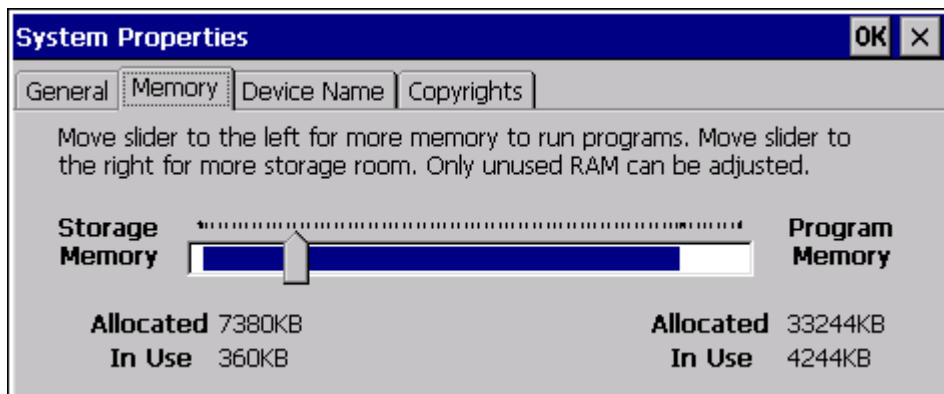 System Properties OK ×
General Memory Device Name Copyrights
Move slider to the left for more memory to run programs. Move slider to
the right for more storage room. Only unused RAM can be adjusted.
Storage Program
Memory Memory
Allocated 7380KB Allocated 33244KB
In Use 360KB In Use 4244KB